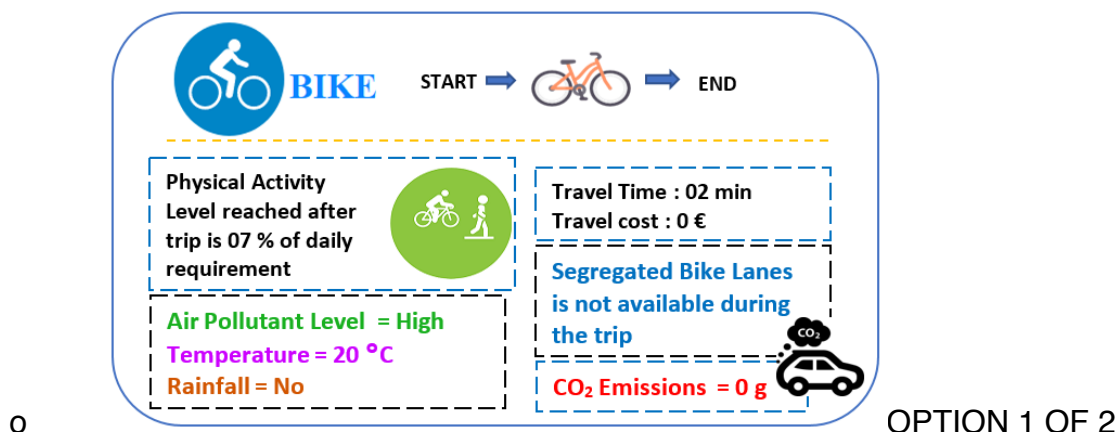 BIKE START END
Physical Activity
Level reached after
trip is 07 % of daily
requirement
Travel Time : 02 min
Travel cost : 0 €
Segregated Bike Lanes
is not available during
the trip
Air Pollutant Level = High
Temperature = 20 °C
Rainfall = No
CO₂
CO₂ Emissions = 0 g
o OPTION 1 OF 2